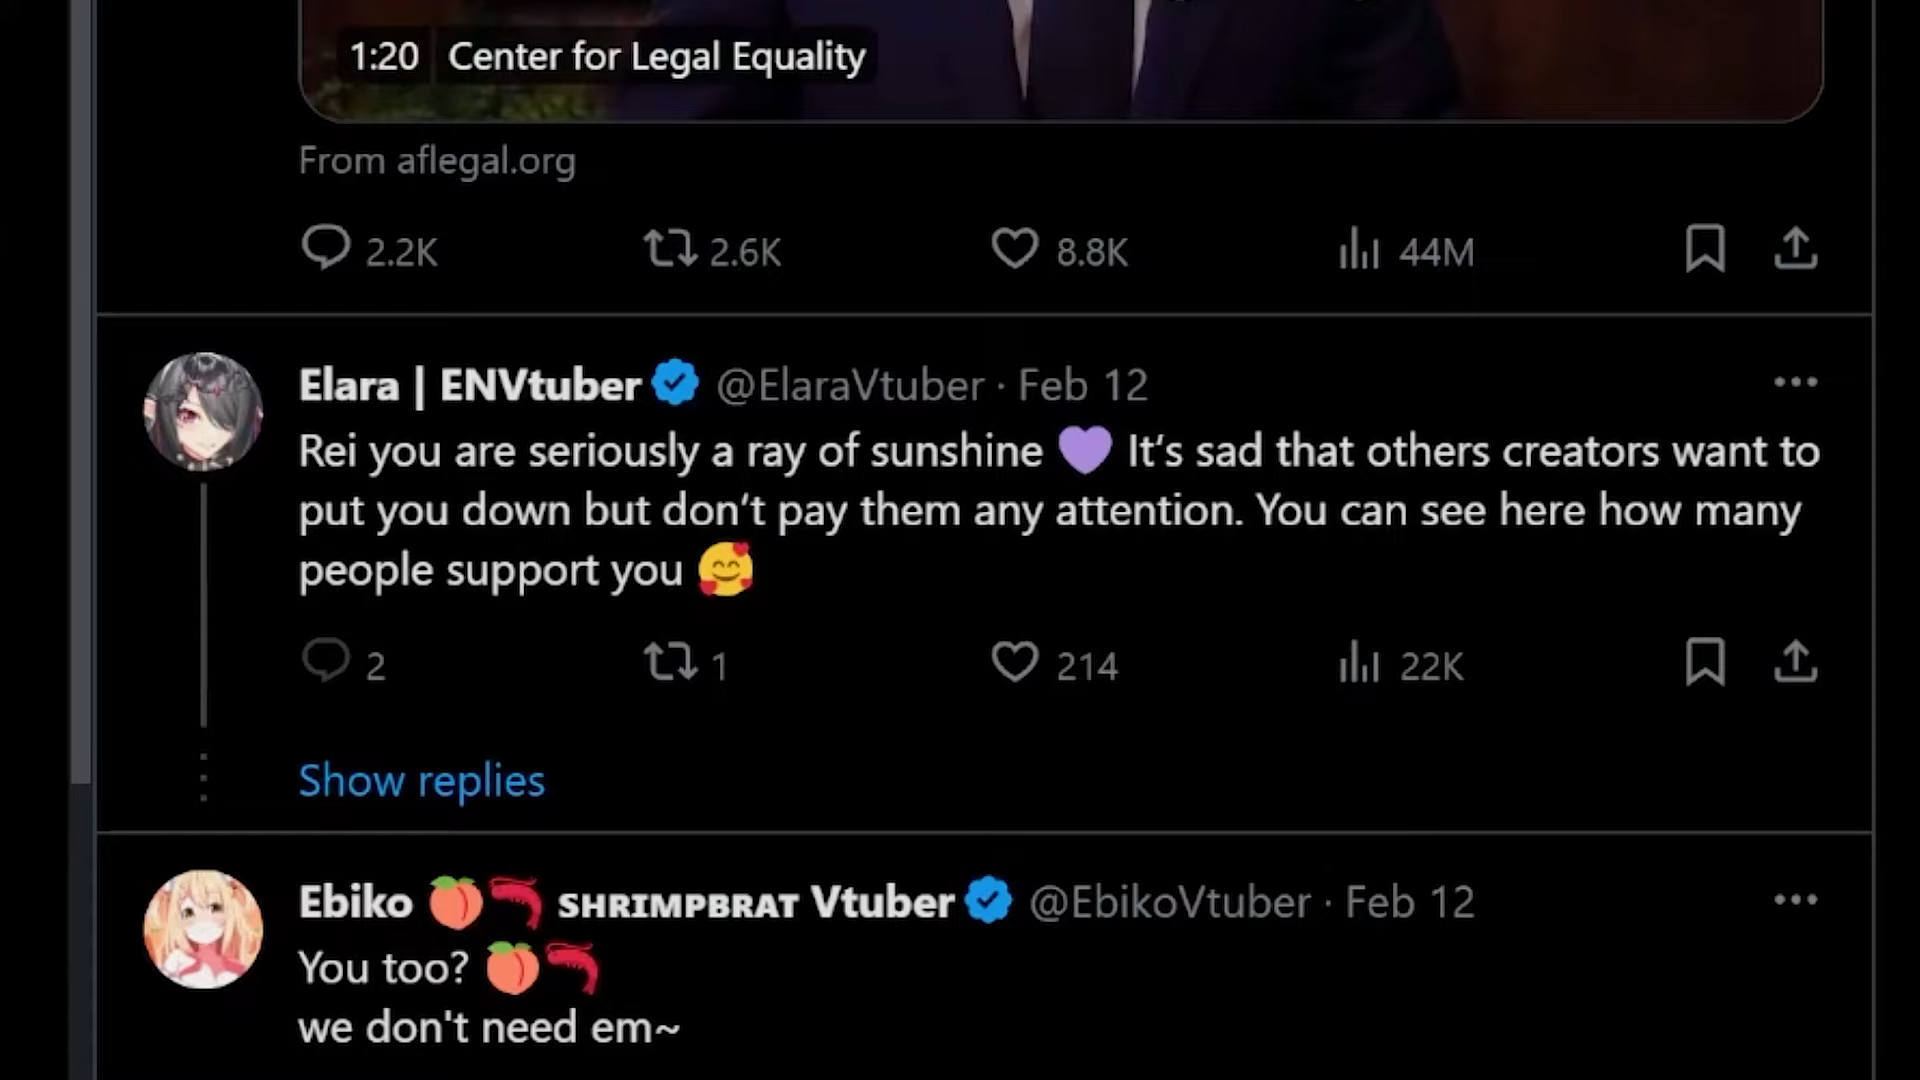 1:20 Center for Legal Equality
From aflegal.org
2.2K 2.6K 8.8K 44M
Elara | ENVtuber @ElaraVtuber · Feb 12
Rei you are seriously a ray of sunshine 💜 It‘s sad that others creators want to
put you down but don‘t pay them any attention. You can see here how many
people support you 🥰
2 1 214 22K
Show replies
Ebiko 🍑🦐 ꜱʜʀɪᴍᴘʙʀᴀᴛ Vtuber @EbikoVtuber · Feb 12
You too? 🍑🦐
we don't need em~